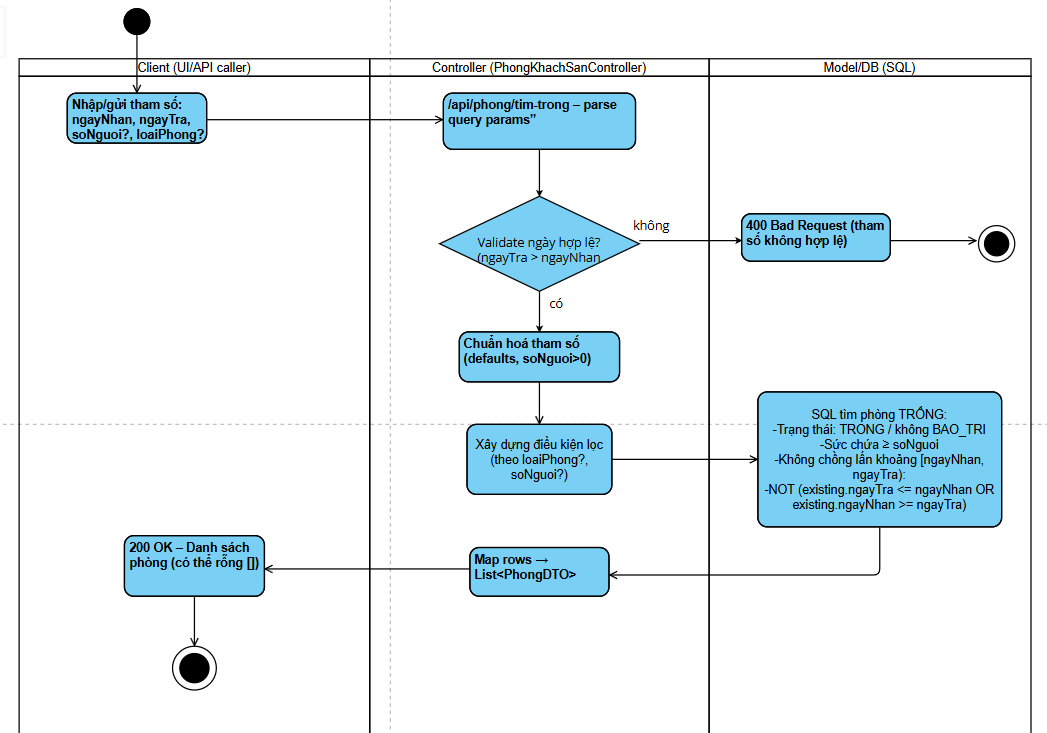 Client (UI/API caller)
Controller (PhongKhachSanController)
Model/DB (SQL)
Nhập/gửi tham số:
ngayNhan, ngayTra,
soNguoi?, loaiPhong?
/api/phong/tim-trong – parse
query params”
Validate ngày hợp lệ?
(ngayTra > ngayNhan
không
400 Bad Request (tham
số không hợp lệ)
có
Chuẩn hoá tham số
(defaults, soNguoi>0)
Xây dựng điều kiện lọc
(theo loaiPhong?,
soNguoi?)
SQL tìm phòng TRỐNG:
-Trạng thái: TRONG / không BAO_TRI
-Sức chứa ≥ soNguoi
-Không chồng lấn khoảng [ngayNhan,
ngayTra):
-NOT (existing.ngayTra <= ngayNhan OR
existing.ngayNhan >= ngayTra)
Map rows →
List<PhongDTO>
200 OK – Danh sách
phòng (có thể rỗng [])